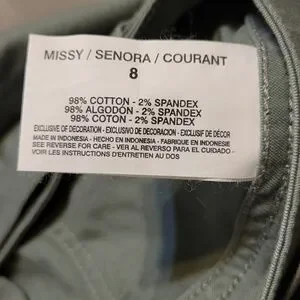 MISSY / SENORA / COURANT
8
98% COTTON - 2% SPANDEX
98% ALGODON - 2% SPANDEX
98% COTON - 2% SPANDEX
EXCLUSIVE OF DECORATION - EXCLUSIVO DE DECORACION - EXCLUSIF DE DÉCOR
MADE IN INDONESIA - HECHO EN INDONESIA - FABRIQUE EN INDONESIE
SEE REVERSE FOR CARE - VER AL REVERSO PARA EL CUIDADO -
VOIR LES INSTRUCTIONS D'ENTRETIEN AU DOS